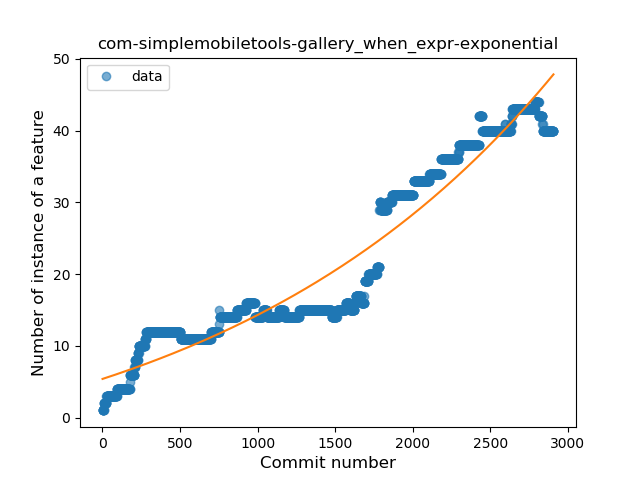 com-simplemobiletools-gallery_when_expr-exponential
data
Number of instance of a feature
50
40
30
20
10
0
0 500 1000 1500 2000 2500 3000
Commit number